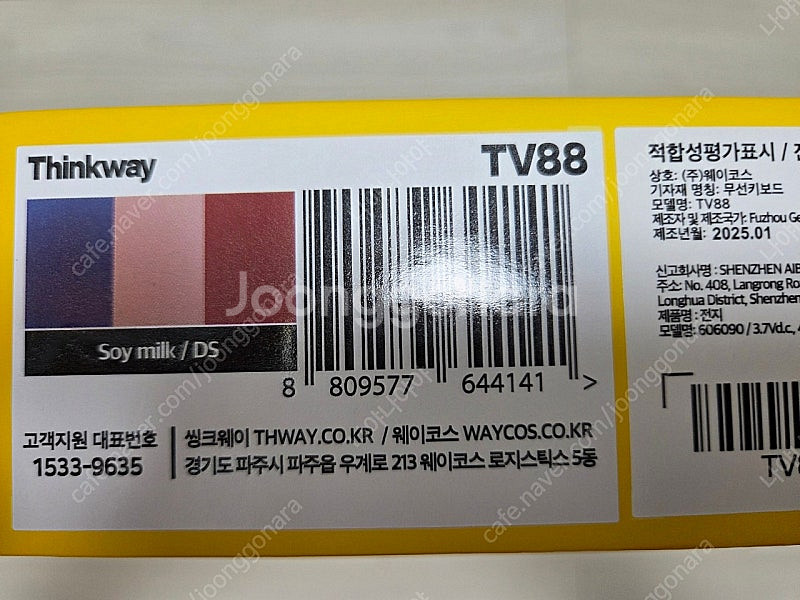 Thinkway
TV88
Soy milk / DS
8 809577 644141 >
고객지원 대표번호
1533-9635
씽크웨이 THWAY.CO.KR / 웨이코스 WAYCOS.CO.KR
경기도 파주시 파주읍 우계로 213 웨이코스 로지스틱스 5동
적합성평가표시 /
상호: (주)웨이코스
기자재 명칭: 무선키보드
모델명: TV88
제조자 및 제조국가: Fuzhou
제조년월: 2025.01
신고회사명 : SHENZHEN
주소: No. 408, Langrong
Longhua District, Shenzhen
제품명 : 전지
모델명: 606090 / 3.7Vd.c,
Joonggonara
cafe.naver.com/joonggonara